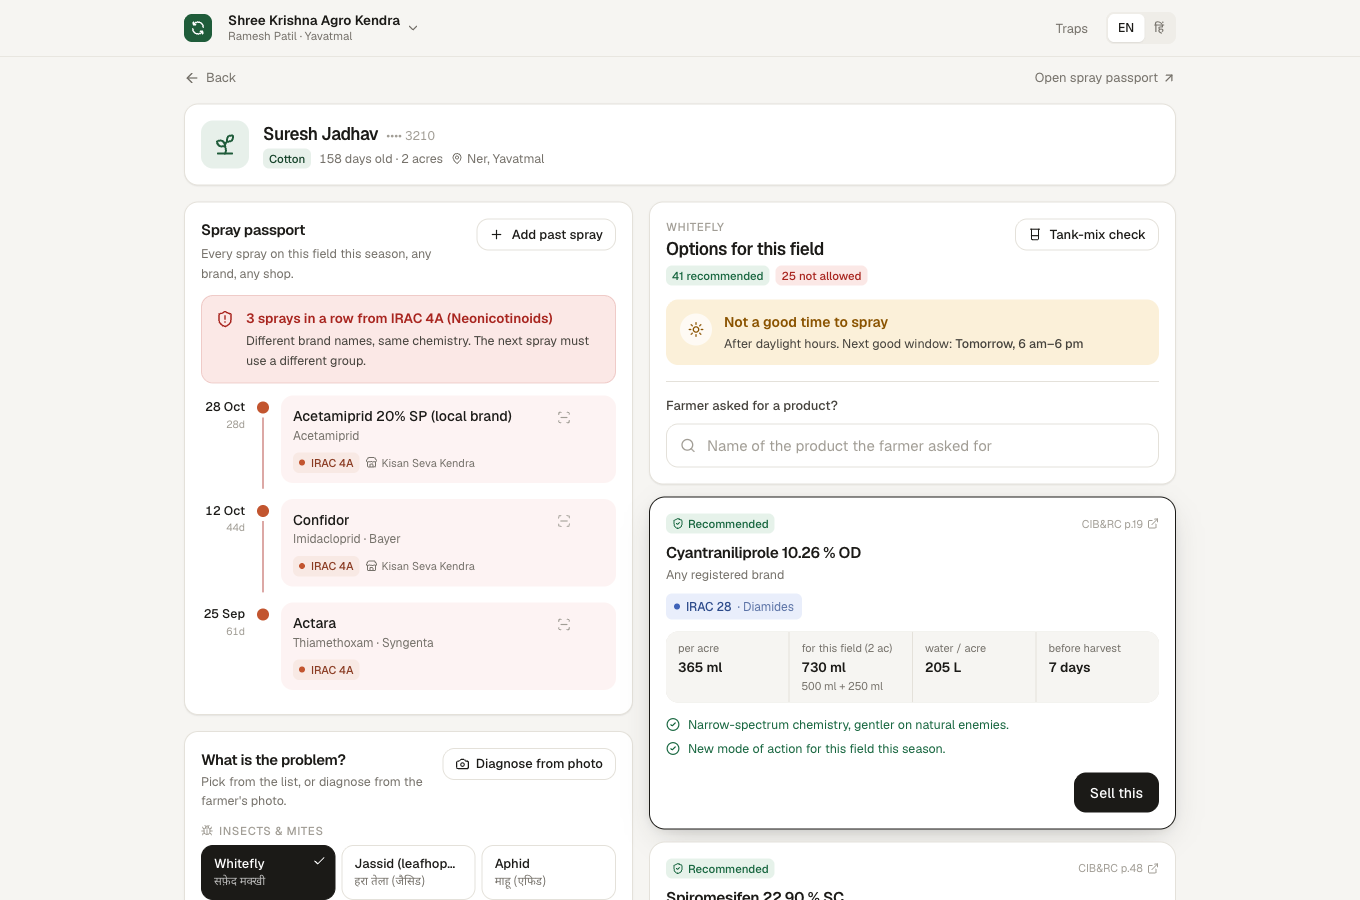 Shree Krishna Agro Kendra
Ramesh Patil · Yavatmal
Traps
EN
हिं
Back
Open spray passport
Suresh Jadhav •••• 3210
Cotton 158 days old · 2 acres Ner, Yavatmal
Spray passport
Add past spray
Every spray on this field this season, any
brand, any shop.
3 sprays in a row from IRAC 4A (Neonicotinoids)
Different brand names, same chemistry. The next spray must
use a different group.
28 Oct
28d
Acetamiprid 20% SP (local brand)
Acetamiprid
IRAC 4A Kisan Seva Kendra
12 Oct
44d
Confidor
Imidacloprid · Bayer
IRAC 4A Kisan Seva Kendra
25 Sep
61d
Actara
Thiamethoxam · Syngenta
IRAC 4A
What is the problem?
Diagnose from photo
Pick from the list, or diagnose from the
farmer's photo.
INSECTS & MITES
Whitefly
सफ़ेद मक्खी
Jassid (leafhop...
हरा तेला (जैसिड)
Aphid
माहू (एफिड)
WHITEFLY
Options for this field
Tank-mix check
41 recommended 25 not allowed
Not a good time to spray
After daylight hours. Next good window: Tomorrow, 6 am–6 pm
Farmer asked for a product?
Name of the product the farmer asked for
Recommended
CIB&RC p.19
Cyantraniliprole 10.26 % OD
Any registered brand
IRAC 28 · Diamides
per acre
365 ml
for this field (2 ac)
730 ml
500 ml + 250 ml
water / acre
205 L
before harvest
7 days
Narrow-spectrum chemistry, gentler on natural enemies.
New mode of action for this field this season.
Sell this
Recommended
CIB&RC p.48
Spiromesifen 22.90 % SC